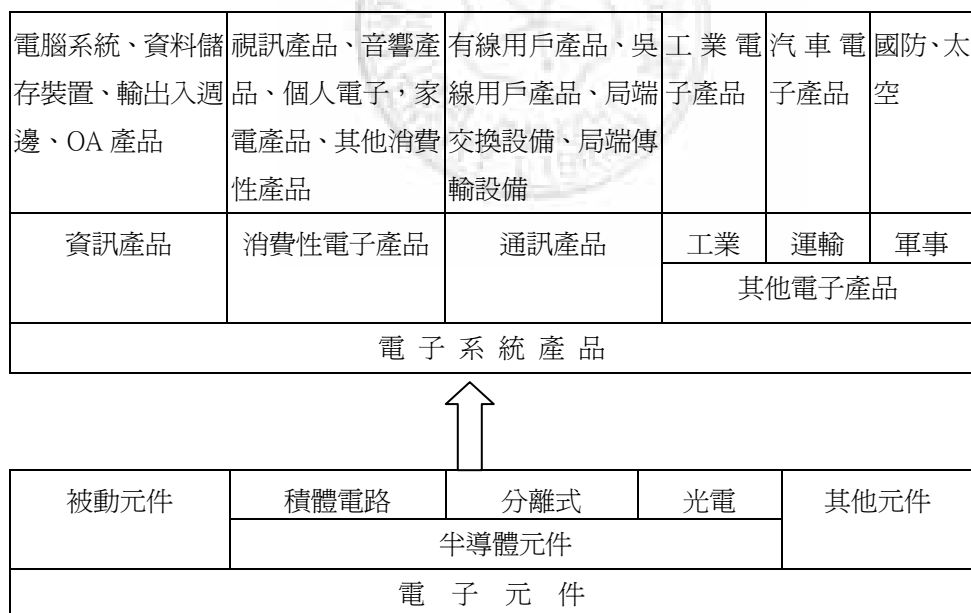 電腦系統、資料儲存裝置、輸出入週邊、OA 產品
視訊產品、音響產品、個人電子，家電產品、其他消費性產品
有線用戶產品、吳線用戶產品、局端交換設備、局端傳輸設備
工業電子產品
汽車電子產品
國防、太空
資訊產品
消費性電子產品
通訊產品
工業
運輸
軍事
其他電子產品
電子系統產品
被動元件
積體電路
分離式
光電
其他元件
半導體元件
電子元件